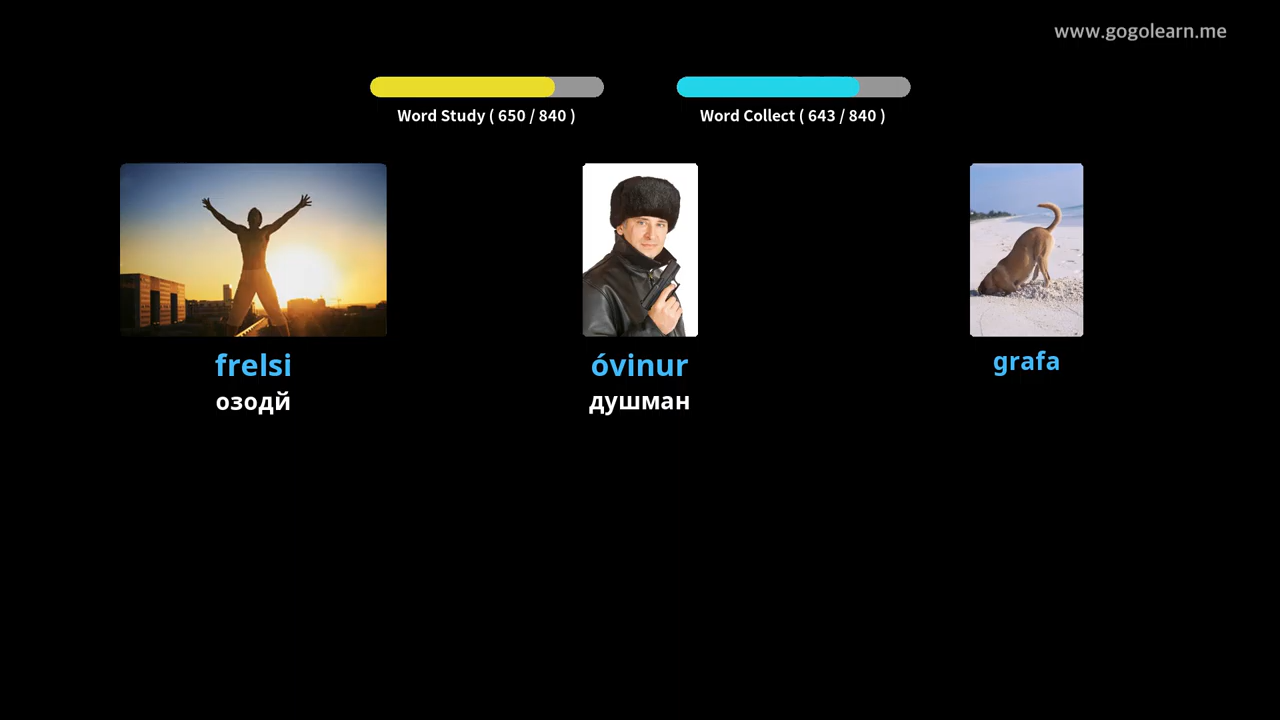 www.gogolearn.me
Word Study ( 650 / 840 )
Word Collect ( 643 / 840 )
frelsi
озодй
óvinur
душман
grafa